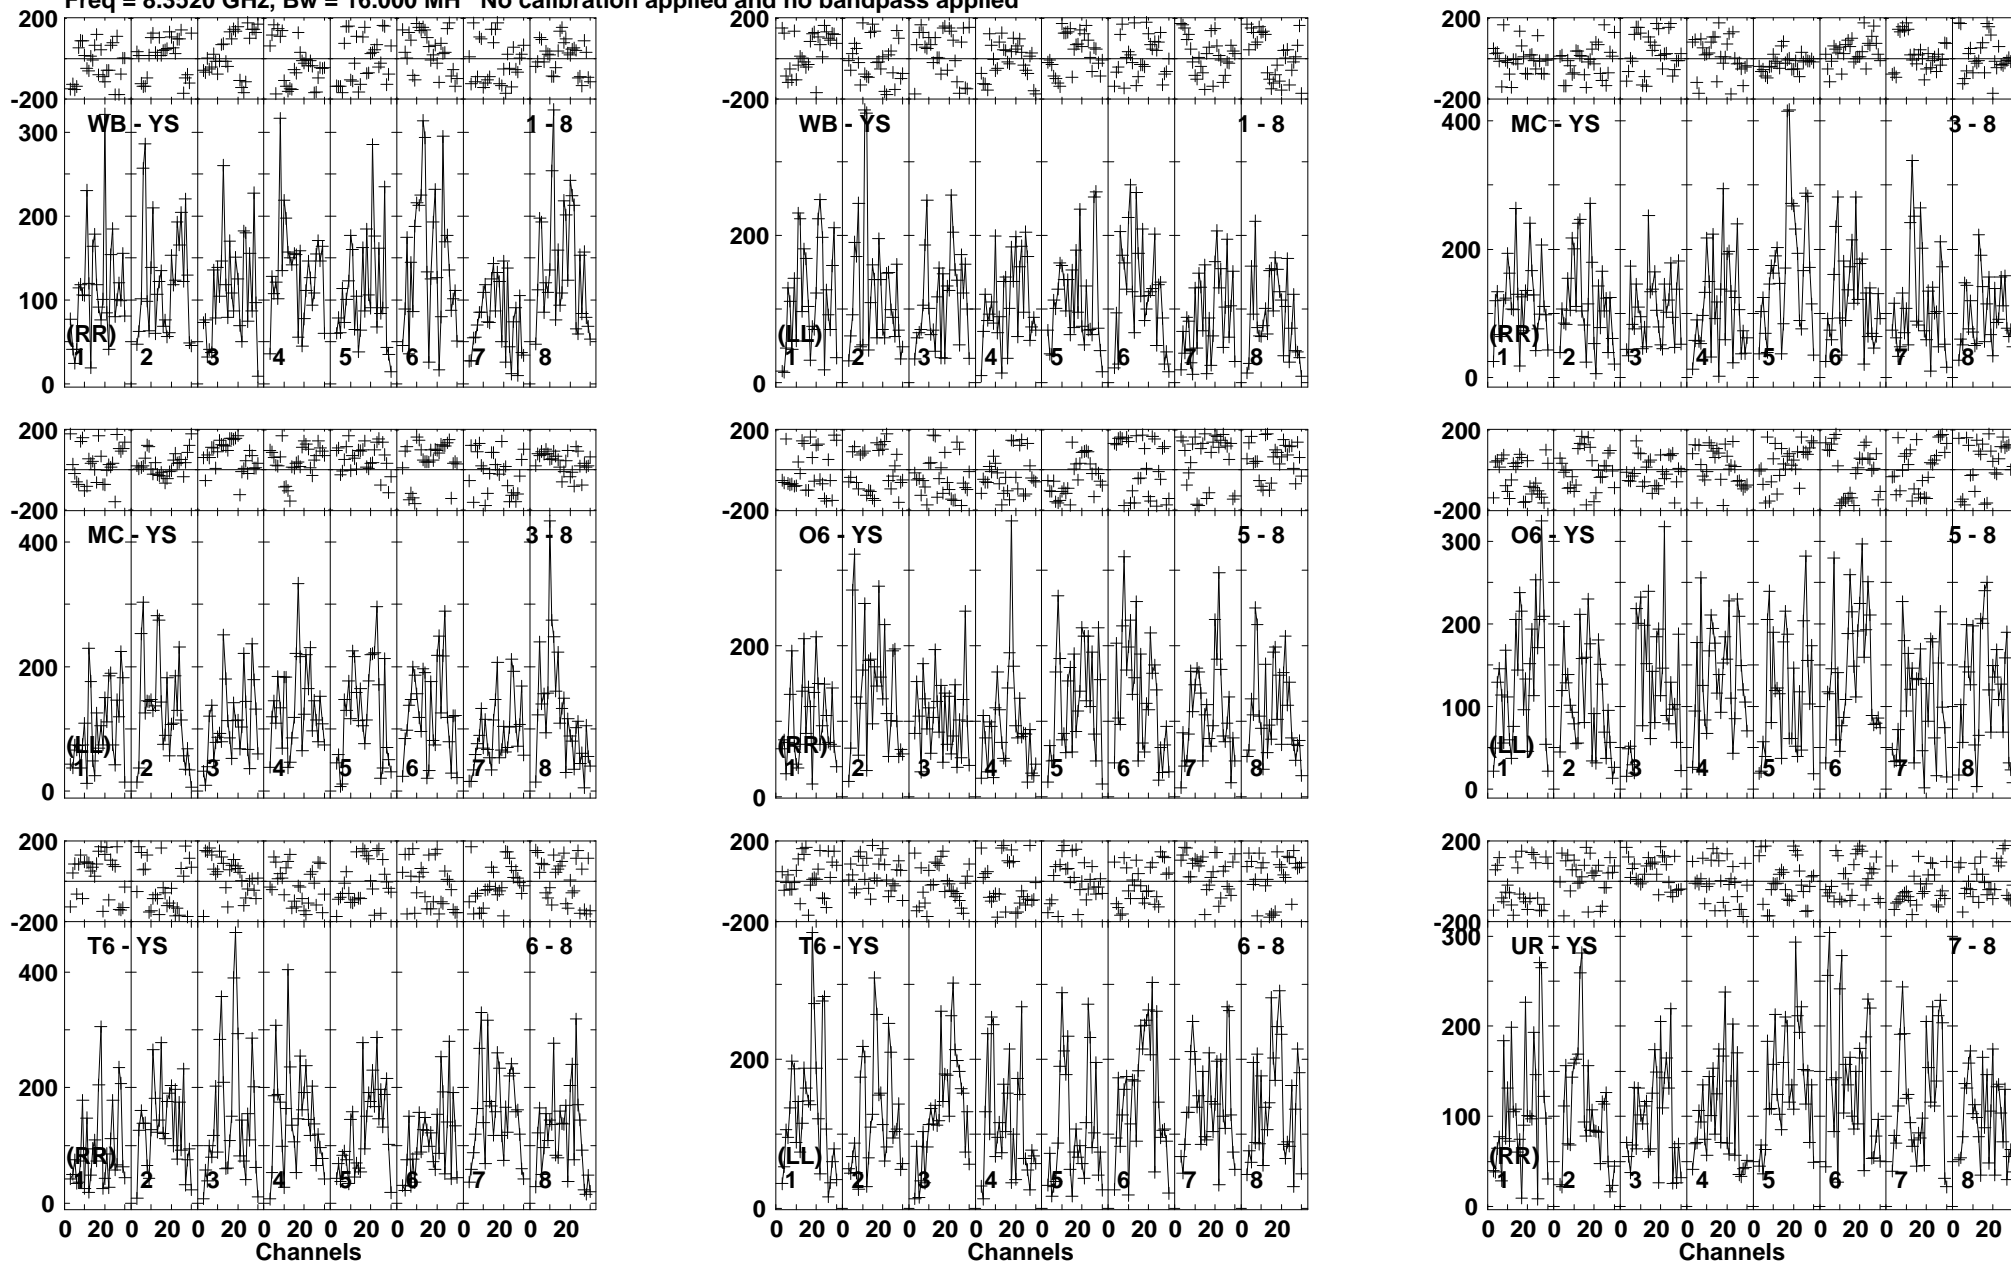 Freq = 8.3520 GHz, Bw = 16.000 MH No calibration applied and no bandpass applied
200 200 200
-200 -200 -200
WB - YS 1 - 8 WB - YS 1 - 8 MC - YS 3 - 8
300 400
200 200 200
100
(RR) (LL) (RR)
1 2 3 4 5 6 7 8 1 2 3 4 5 6 7 8 1 2 3 4 5 6 7 8
0 0 0
200 200 200
-200 -200 -200
MC - YS 3 - 8 O6 - YS 5 - 8 O6 - YS 5 - 8
400 300
200 200 200
100
(LL) (RR) (LL)
1 2 3 4 5 6 7 8 1 2 3 4 5 6 7 8 1 2 3 4 5 6 7 8
0 0 0
200 200 200
-200 -200 -200
T6 - YS 6 - 8 T6 - YS 6 - 8 UR - YS 7 - 8
400 300
200 200 200
100
(RR) (LL) (RR)
1 2 3 4 5 6 7 8 1 2 3 4 5 6 7 8 1 2 3 4 5 6 7 8
0 0 0
0 20 0 20 0 20 0 20 0 20 0 20 0 20 0 20 0 20 0 20 0 20 0 20 0 20 0 20 0 20 0 20 0 20 0 20 0 20 0 20 0 20 0 20 0 20 0 20
Channels Channels